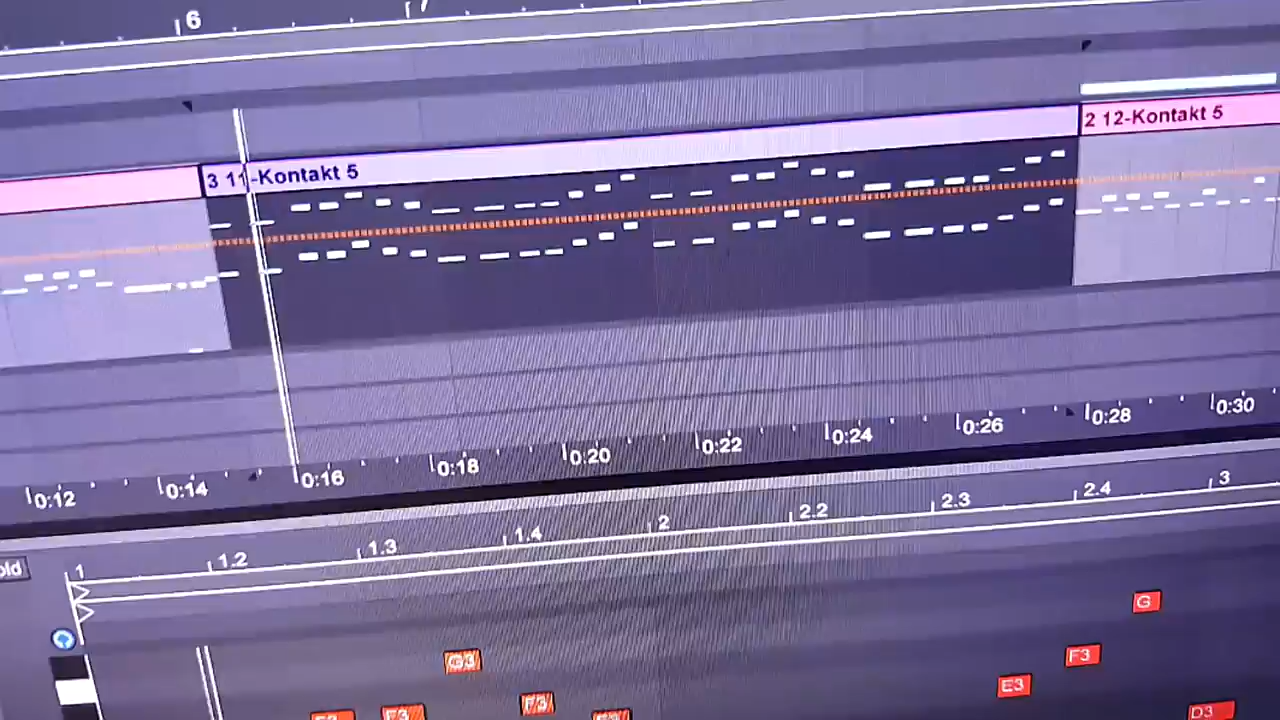 6
7
3 11-Kontakt 5
2 12-Kontakt 5
0:12 0:14 0:16 0:18 0:20 0:22 0:24 0:26 0:28 0:30
1 1.2 1.3 1.4 2 2.2 2.3 2.4 3
G
G3
F3
E3
F3
D3